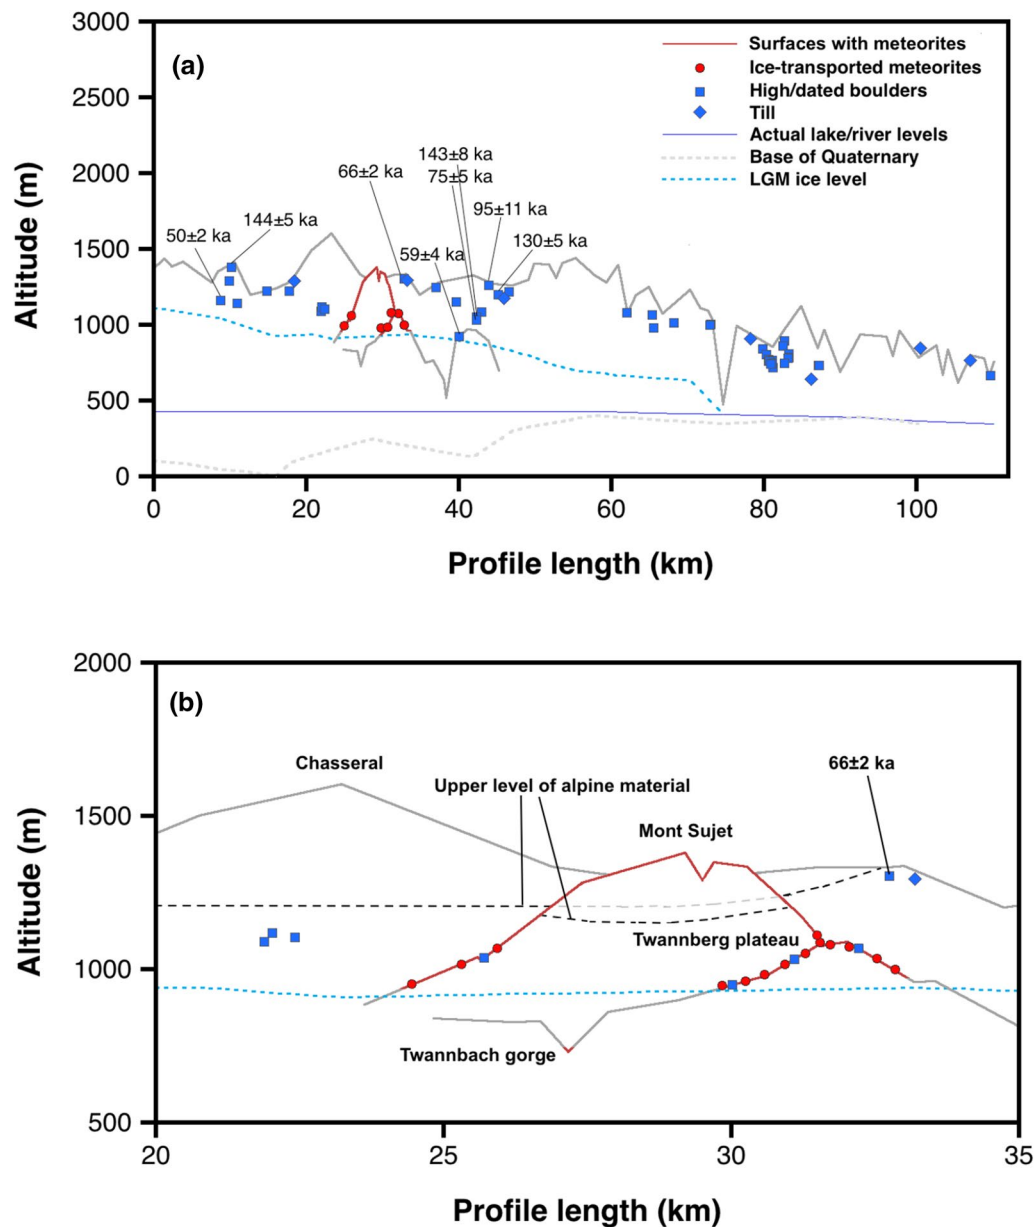 3000
(a)
Surfaces with meteorites
Ice-transported meteorites
2500
High/dated boulders
Till
Actual lake/river levels
143±8 ka
Base of Quaternary
2000
66±2 ka
75±5 ka
LGM ice level
95±11 ka
144±5 ka
50±2 ka
59±4 ka
130±5 ka
1500
Altitude (m)
1000
500
0
0 20 40 60 80 100
Profile length (km)
2000
(b)
Chasseral
66±2 ka
Upper level of alpine material
1500
Mont Sujet
Altitude (m)
Twannberg plateau
1000
Twannbach gorge
500
20 25 30 35
Profile length (km)